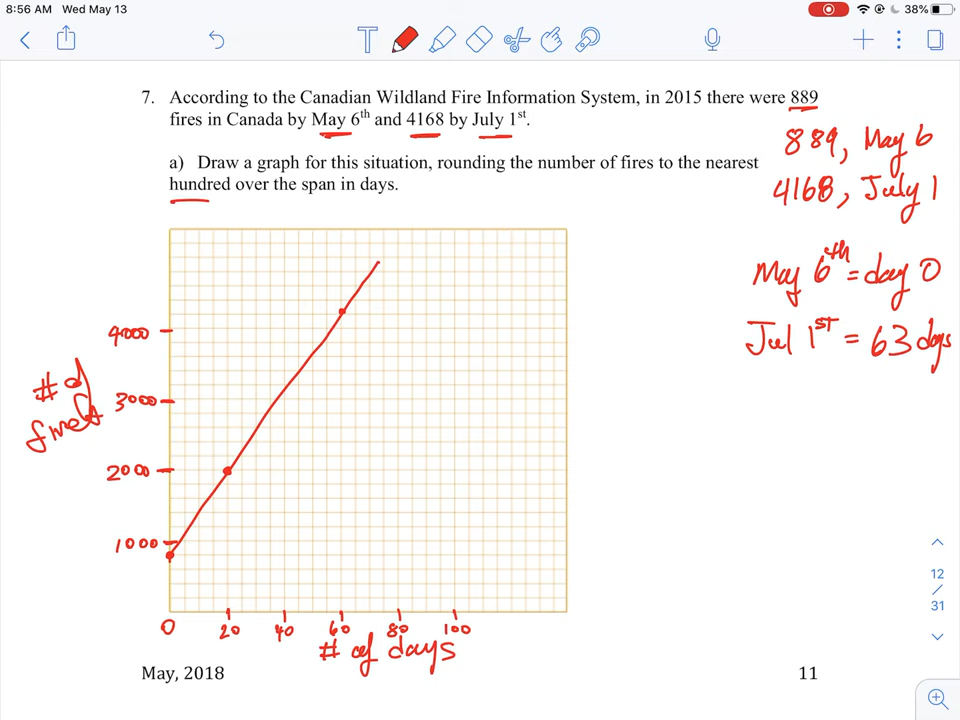 8:56 AM Wed May 13
38%
7. According to the Canadian Wildland Fire Information System, in 2015 there were 889
fires in Canada by May 6th and 4168 by July 1st.
a) Draw a graph for this situation, rounding the number of fires to the nearest
hundred over the span in days.
889, May 6
4168, July 1
May 6th = day 0
Jul 1st = 63 days
# of
4000
3000
2000
1000
0 20 40 60 80 100
# of days
May, 2018
11
12
/
31